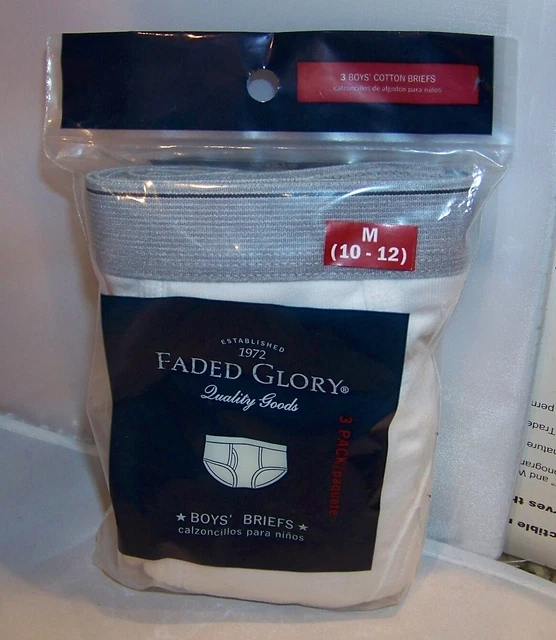 3 BOYS' COTTON BRIEFS
calzoncillos de algodón para niños
M
(10 - 12)
ESTABLISHED
1972
FADED GLORY®
Quality Goods
3 PACK/paquete
★ BOYS' BRIEFS ★
calzoncillos para niños